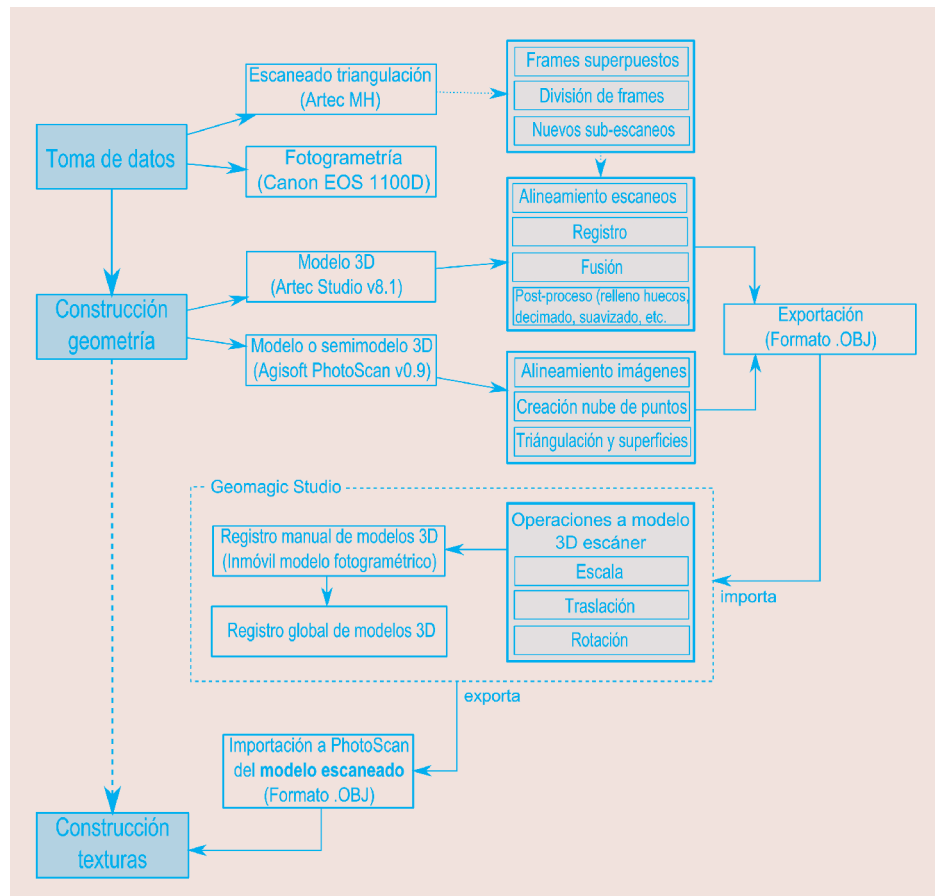 Escaneado triangulación
(Artec MH)
Frames superpuestos
División de frames
Nuevos sub-escaneos
Toma de datos
Fotogrametría
(Canon EOS 1100D)
Alineamiento escaneos
Registro
Fusión
Post-proceso (relleno huecos,
decimado, suavizado, etc.
Modelo 3D
(Artec Studio v8.1)
Construcción
geometría
Modelo o semimodelo 3D
(Agisoft PhotoScan v0.9)
Exportación
(Formato .OBJ)
Alineamiento imágenes
Creación nube de puntos
Triángulación y superficies
Geomagic Studio
Operaciones a modelo
3D escáner
Escala
Traslación
Rotación
Registro manual de modelos 3D
(Inmóvil modelo fotogramétrico)
Registro global de modelos 3D
importa
exporta
Importación a PhotoScan
del modelo escaneado
(Formato .OBJ)
Construcción
texturas